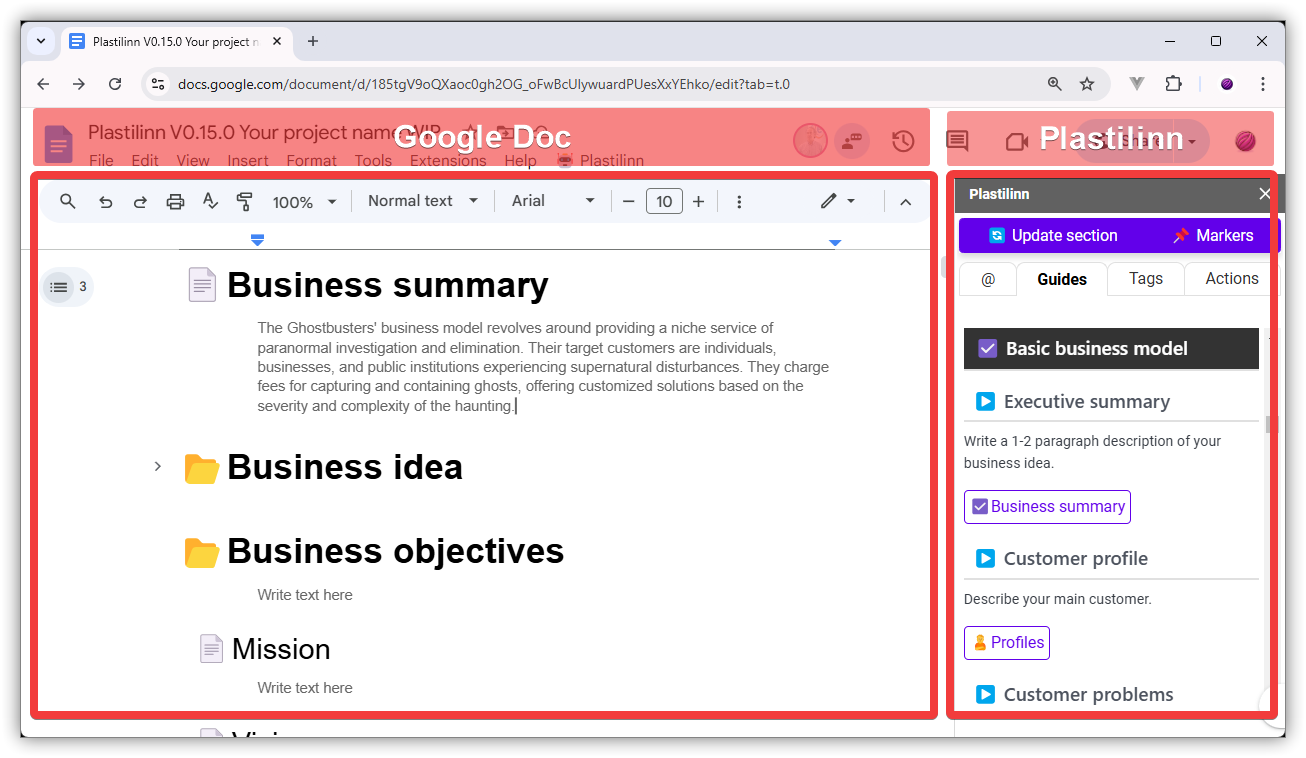 Plastilinn V0.15.0 Your project n
docs.google.com/document/d/185tgV9oQXaoc0gh2OG_oFwBcUIywuardPUesXxYEhko/edit?tab=t.0
Plastilinn V0.15.0 Your project name WIP
Google Doc
Plastilinn
Share
File Edit View Insert Format Tools Extensions Help Plastilinn
100% Normal text Arial 10
3
Business summary
The Ghostbusters' business model revolves around providing a niche service of
paranormal investigation and elimination. Their target customers are individuals,
businesses, and public institutions experiencing supernatural disturbances. They charge
fees for capturing and containing ghosts, offering customized solutions based on the
severity and complexity of the haunting.
Business idea
Business objectives
Write text here
Mission
Write text here
Plastilinn
Update section Markers
@ Guides Tags Actions
Basic business model
Executive summary
Write a 1-2 paragraph description of your
business idea.
Business summary
Customer profile
Describe your main customer.
Profiles
Customer problems